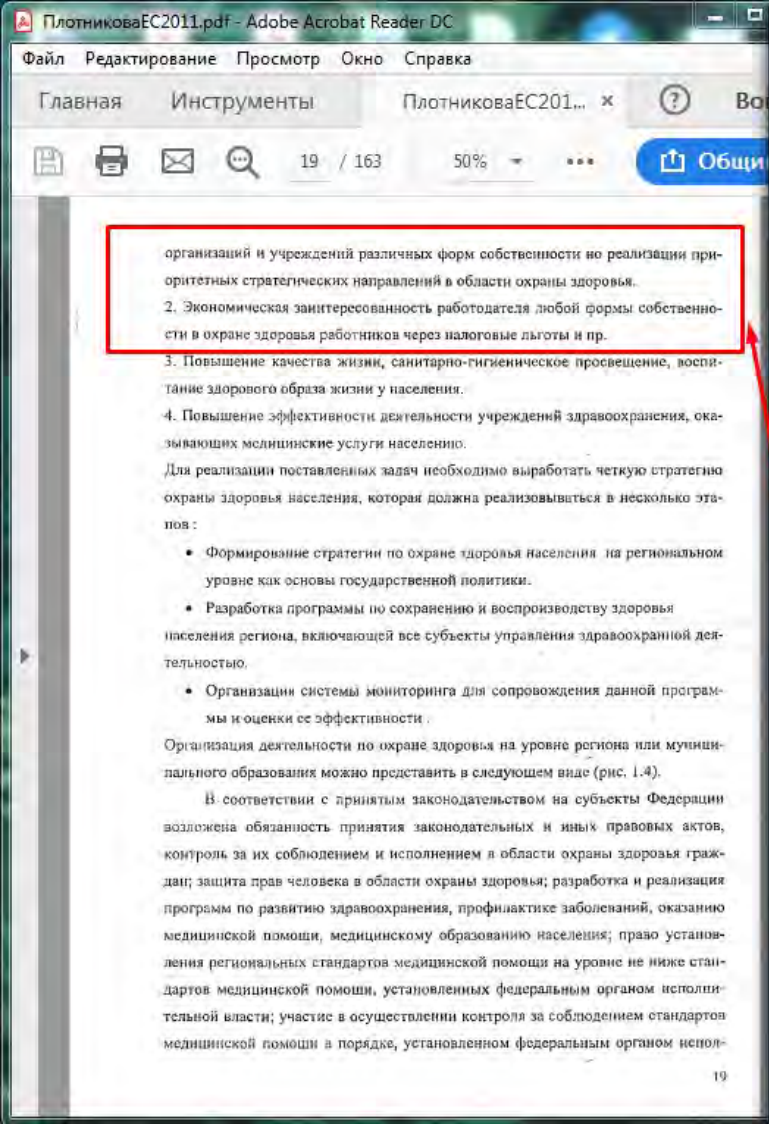 ПлотниковаЕС2011.pdf - Adobe Acrobat Reader DC
Файл Редактирование Просмотр Окно Справка
Главная Инструменты ПлотниковаЕС201... × ? Во
19 / 163 50% Общи
организаций и учреждений различных форм собственности но реализации при-
оритетных стратегических направлений в области охраны здоровья.
2. Экономическая заинтересованность работодателя любой формы собственно-
сти в охране здоровья работников через налоговые льготы и пр.
3. Повышение качества жизни, санитарно-гигиеническое просвещение, воспи-
тание здорового образа жизни у населения.
4. Повышение эффективности деятельности учреждений здравоохранения, ока-
зывающих медицинские услуги населению.
Для реализации поставленных задач необходимо выработать четкую стратегию
охраны здоровья населения, которая должна реализовываться в несколько эта-
пов :
• Формирование стратегии по охране здоровья населения на региональном
уровне как основы государственной политики.
• Разработка программы по сохранению и воспроизводству здоровья
населения региона, включающей все субъекты управления здравоохранной дея-
тельностью.
• Организация системы мониторинга для сопровождения данной програм-
мы и оценки ее эффективности .
Организация деятельности по охране здоровья на уровне региона или муници-
пального образования можно представить в следующем виде (рис. 1.4).
В соответствии с принятым законодательством на субъекты Федерации
возложена обязанность принятия законодательных и иных правовых актов,
контроль за их соблюдением и исполнением в области охраны здоровья граж-
дан; защита прав человека в области охраны здоровья; разработка и реализация
программ по развитию здравоохранения, профилактике заболеваний, оказанию
медицинской помощи, медицинскому образованию населения; право установ-
ления региональных стандартов медицинской помощи на уровне не ниже стан-
дартов медицинской помощи, установленных федеральным органом исполни-
тельной власти; участие в осуществлении контроля за соблюдением стандартов
медицинской помощи в порядке, установленном федеральным органом испол-
19